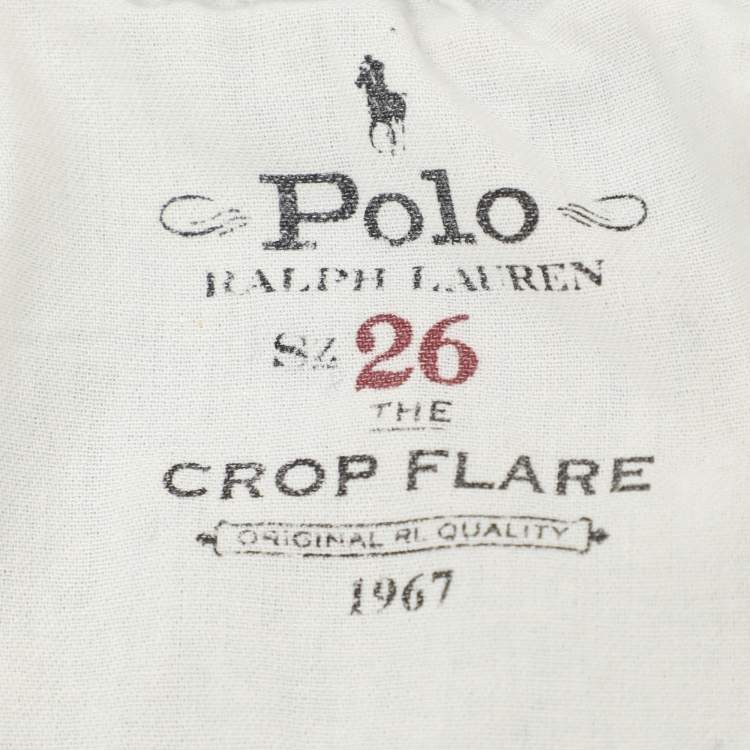 Polo
RALPH LAUREN
Sz 26
THE
CROP FLARE
ORIGINAL RL QUALITY
1967